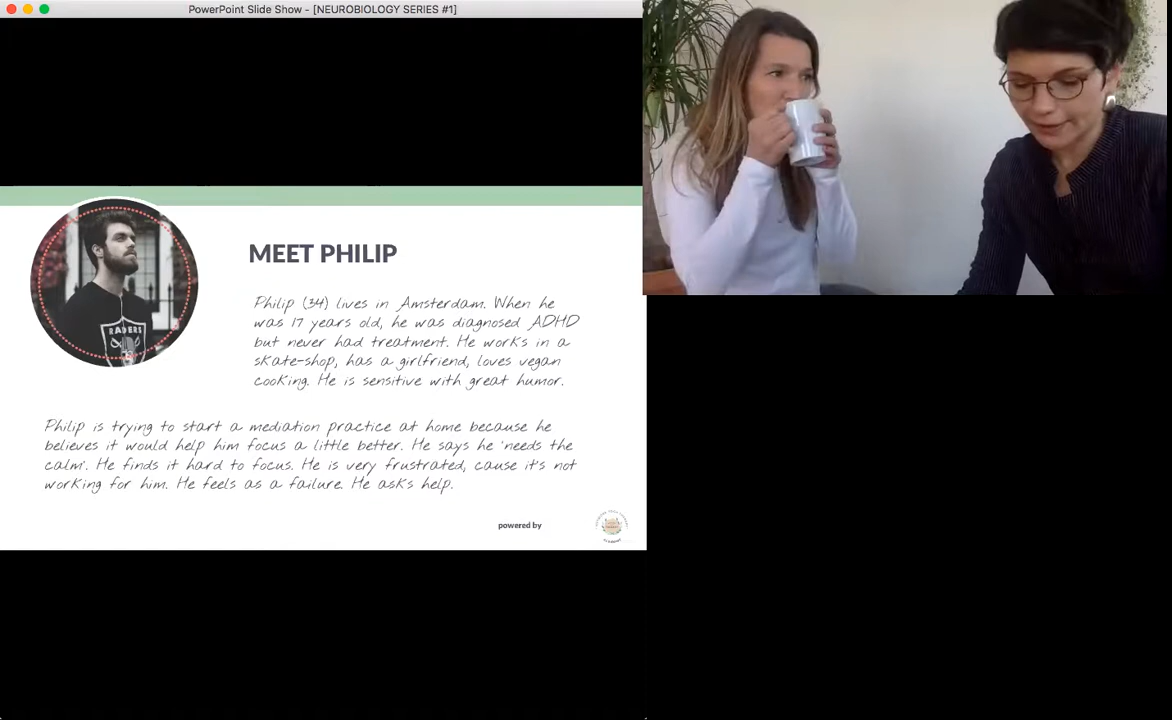 PowerPoint Slide Show - [NEUROBIOLOGY SERIES #1]
MEET PHILIP
Philip (34) lives in Amsterdam. When he
was 17 years old, he was diagnosed ADHD
but never had treatment. He works in a
skate-shop, has a girlfriend, loves vegan
cooking. He is sensitive with great humor.
RAIDERS
Philip is trying to start a mediation practice at home because he
believes it would help him focus a little better. He says he 'needs the
calm'. He finds it hard to focus. He is very frustrated, cause it's not
working for him. He feels as a failure. He asks help.
powered by